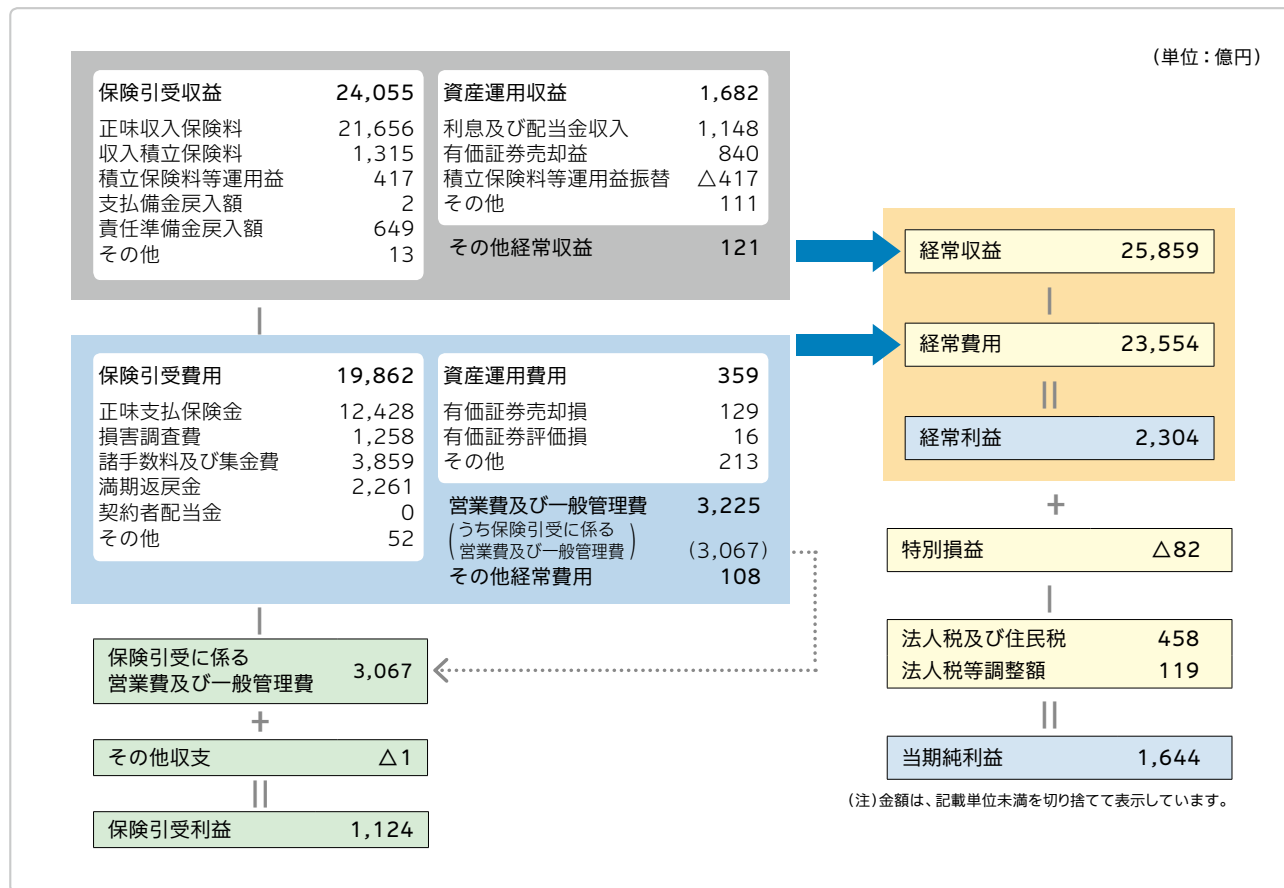 (単位：億円)
保険引受収益 24,055
正味収入保険料 21,656
収入積立保険料 1,315
積立保険料等運用益 417
支払備金戻入額 2
責任準備金戻入額 649
その他 13
資産運用収益 1,682
利息及び配当金収入 1,148
有価証券売却益 840
積立保険料等運用益振替 △417
その他 111
その他経常収益 121
保険引受費用 19,862
正味支払保険金 12,428
損害調査費 1,258
諸手数料及び集金費 3,859
満期返戻金 2,261
契約者配当金 0
その他 52
資産運用費用 359
有価証券売却損 129
有価証券評価損 16
その他 213
営業費及び一般管理費 3,225
(うち保険引受に係る
営業費及び一般管理費) (3,067)
その他経常費用 108
保険引受に係る
営業費及び一般管理費 3,067
+
その他収支 △1
保険引受利益 1,124
経常収益 25,859
経常費用 23,554
経常利益 2,304
+
特別損益 △82
法人税及び住民税 458
法人税等調整額 119
当期純利益 1,644
(注)金額は、記載単位未満を切り捨てて表示しています。